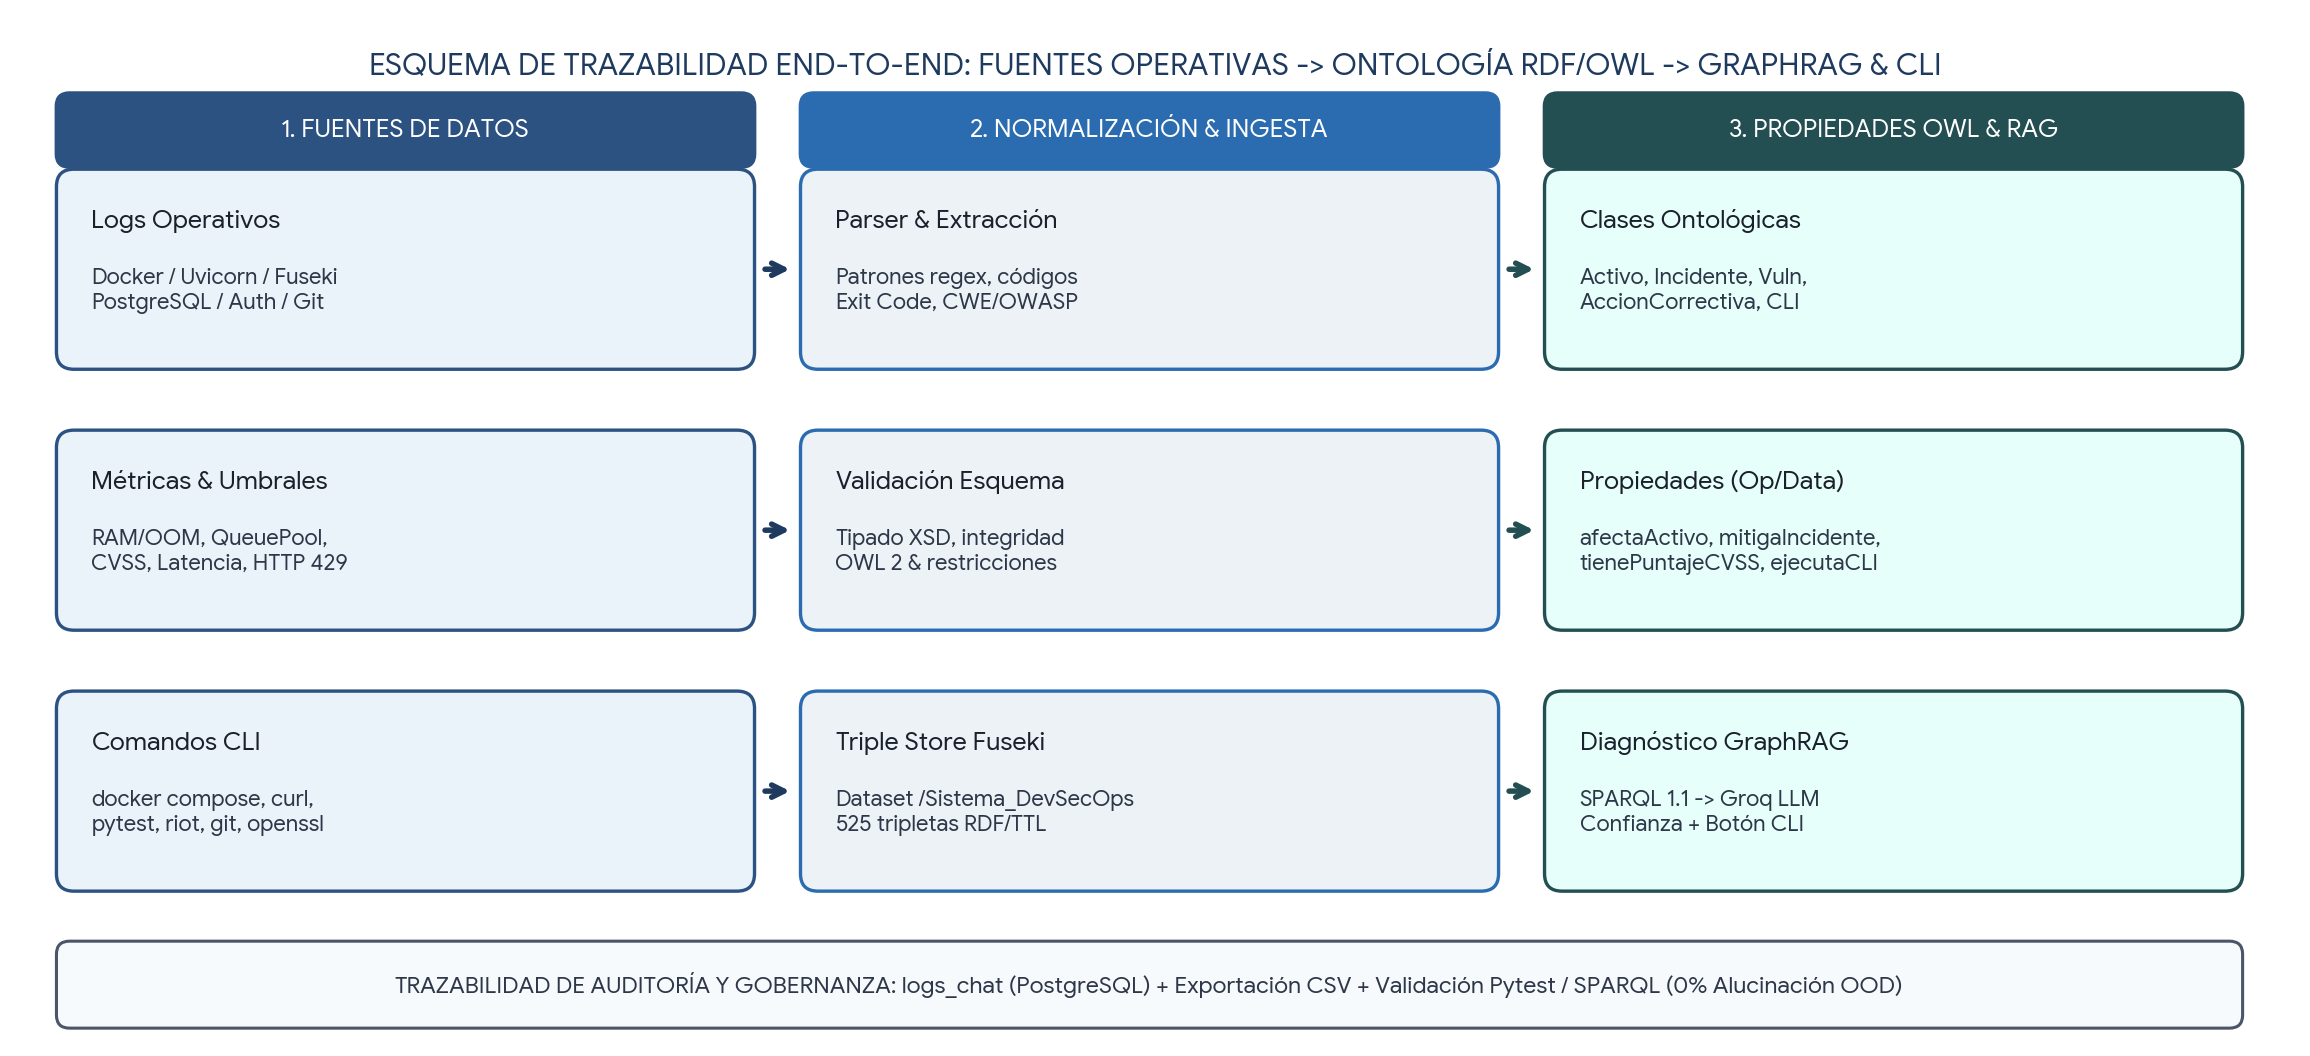 ESQUEMA DE TRAZABILIDAD END-TO-END: FUENTES OPERATIVAS -> ONTOLOGÍA RDF/OWL -> GRAPHRAG & CLI
1. FUENTES DE DATOS
2. NORMALIZACIÓN & INGESTA
3. PROPIEDADES OWL & RAG
Logs Operativos
Docker / Uvicorn / Fuseki
PostgreSQL / Auth / Git
Parser & Extracción
Patrones regex, códigos
Exit Code, CWE/OWASP
Clases Ontológicas
Activo, Incidente, Vuln,
AccionCorrectiva, CLI
Métricas & Umbrales
RAM/OOM, QueuePool,
CVSS, Latencia, HTTP 429
Validación Esquema
Tipado XSD, integridad
OWL 2 & restricciones
Propiedades (Op/Data)
afectaActivo, mitigaIncidente,
tienePuntajeCVSS, ejecutaCLI
Comandos CLI
docker compose, curl,
pytest, riot, git, openssl
Triple Store Fuseki
Dataset /Sistema_DevSecOps
525 tripletas RDF/TTL
Diagnóstico GraphRAG
SPARQL 1.1 -> Groq LLM
Confianza + Botón CLI
TRAZABILIDAD DE AUDITORÍA Y GOBERNANZA: logs_chat (PostgreSQL) + Exportación CSV + Validación Pytest / SPARQL (0% Alucinación OOD)